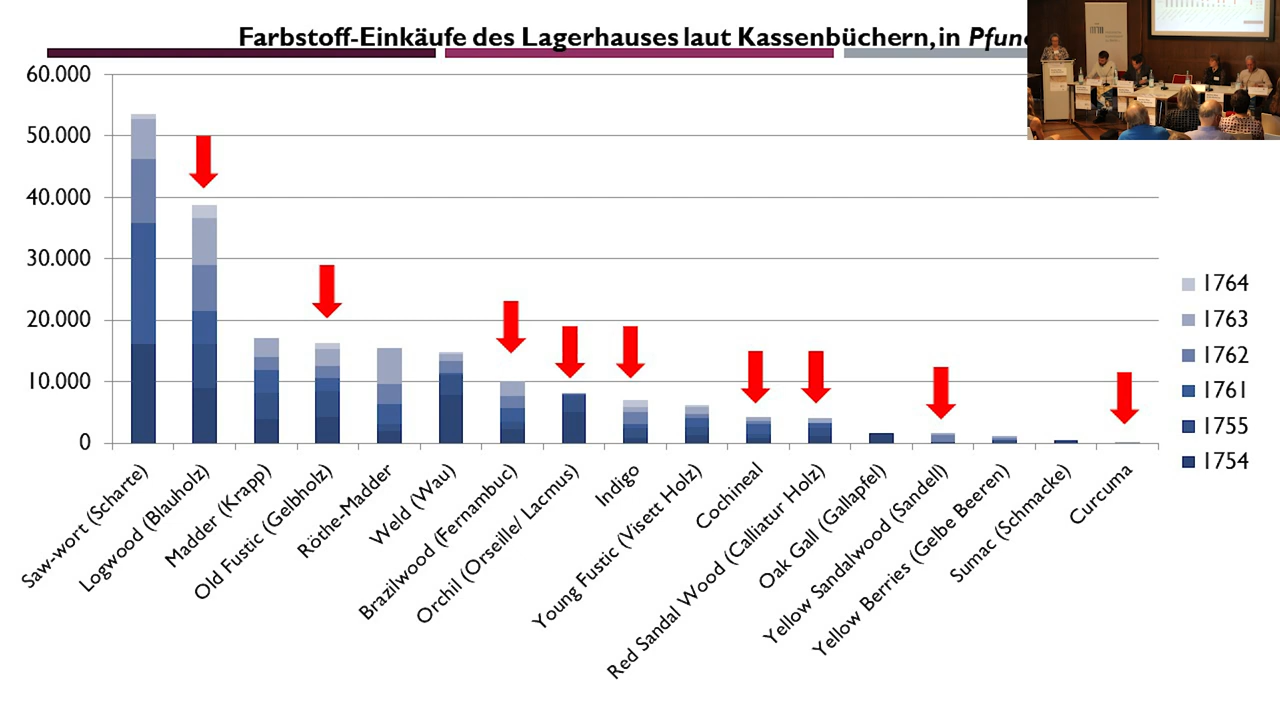 Farbstoff-Einkäufe des Lagerhauses laut Kassenbüchern, in
60.000
50.000
40.000
30.000
20.000
10.000
0
1764
1763
1762
1761
1755
1754
Saw-wort (Scharte)
Logwood (Blauholz)
Madder (Krapp)
Old Fustic (Gelbholz)
Röthe-Madder
Weld (Wau)
Brazilwood (Fernambuc)
Orchil (Orseille/ Lacmus)
Indigo
Young Fustic (Visett Holz)
Cochineal
Red Sandal Wood (Calliatur Holz)
Oak Gall (Gallapfel)
Yellow Sandalwood (Sandell)
Yellow Berries (Gelbe Beeren)
Sumac (Schmacke)
Curcuma